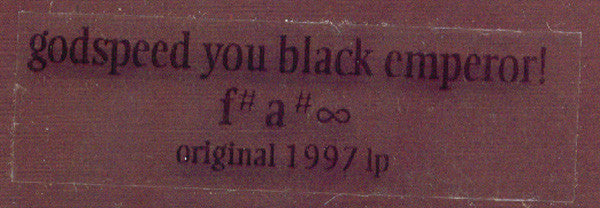 godspeed you black emperor!
f# a #∞
original 1997 lp